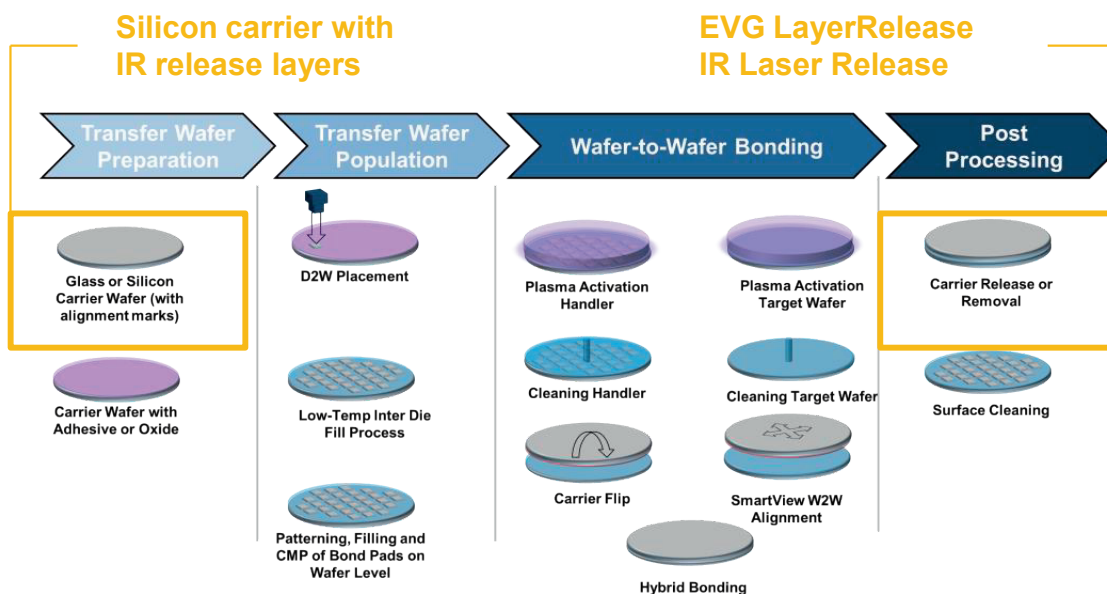 Silicon carrier with
IR release layers
EVG LayerRelease
IR Laser Release
Transfer Wafer
Preparation
Transfer Wafer
Population
Wafer-to-Wafer Bonding
Post
Processing
Glass or Silicon
Carrier Wafer (with
alignment marks)
Carrier Wafer with
Adhesive or Oxide
D2W Placement
Low-Temp Inter Die
Fill Process
Patterning, Filling and
CMP of Bond Pads on
Wafer Level
Plasma Activation
Handler
Plasma Activation
Target Wafer
Cleaning Handler
Cleaning Target Wafer
Carrier Flip
SmartView W2W
Alignment
Hybrid Bonding
Carrier Release or
Removal
Surface Cleaning